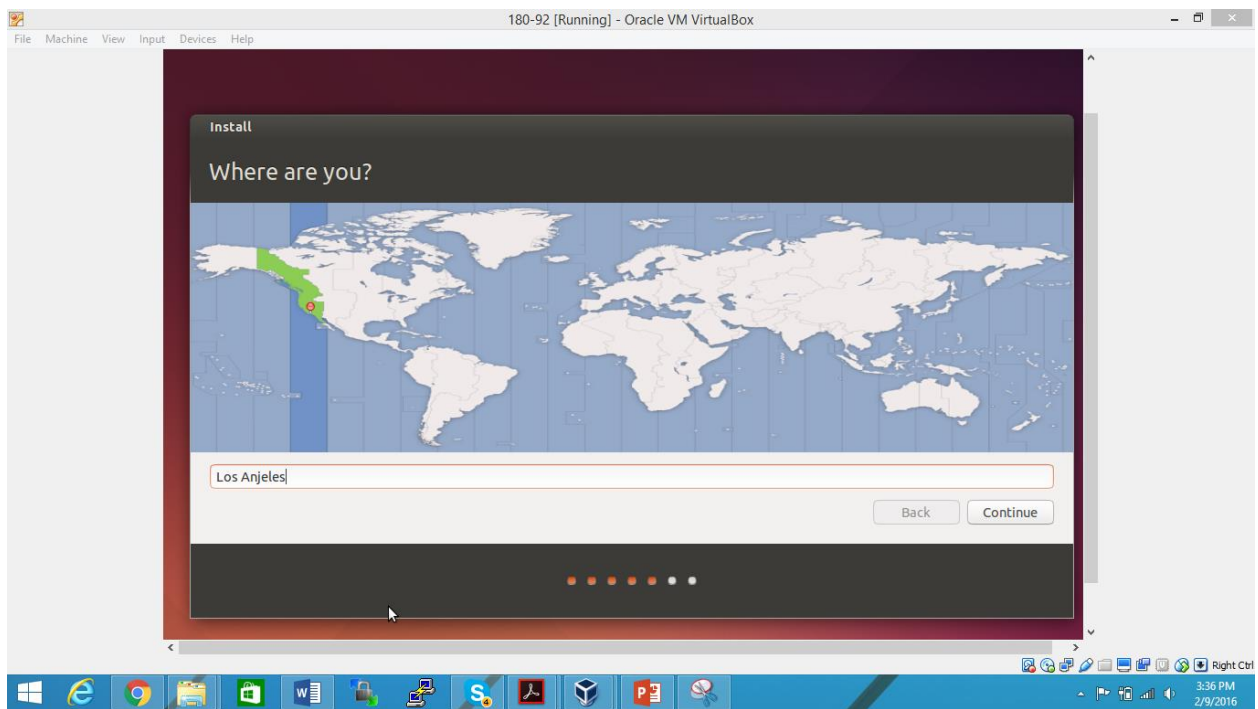 180-92 [Running] - Oracle VM VirtualBox
File Machine View Input Devices Help
Install
Where are you?
Los Anjeles
Back Continue
Right Ctrl
3:36 PM
2/9/2016